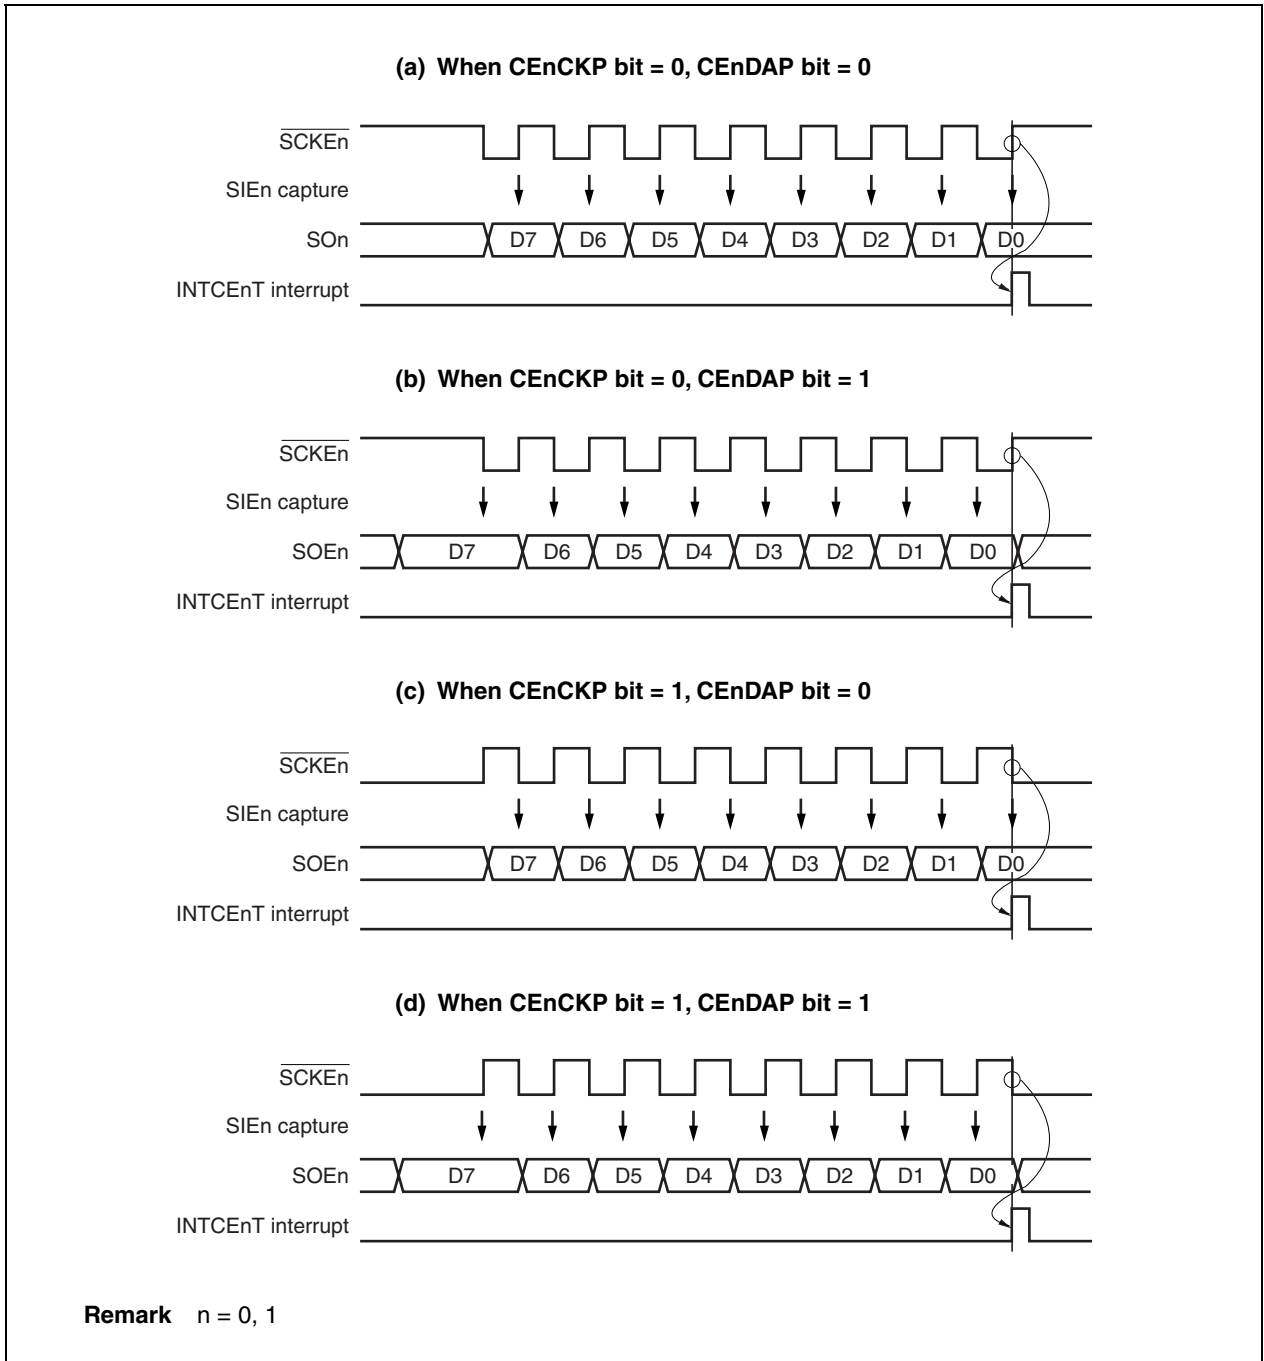 (a) When CEnCKP bit = 0, CEnDAP bit = 0
SCKEn
SIEn capture
SOn D7 D6 D5 D4 D3 D2 D1 D0
INTCEnT interrupt
(b) When CEnCKP bit = 0, CEnDAP bit = 1
SCKEn
SIEn capture
SOEn D7 D6 D5 D4 D3 D2 D1 D0
INTCEnT interrupt
(c) When CEnCKP bit = 1, CEnDAP bit = 0
SCKEn
SIEn capture
SOEn D7 D6 D5 D4 D3 D2 D1 D0
INTCEnT interrupt
(d) When CEnCKP bit = 1, CEnDAP bit = 1
SCKEn
SIEn capture
SOEn D7 D6 D5 D4 D3 D2 D1 D0
INTCEnT interrupt
Remark n = 0, 1